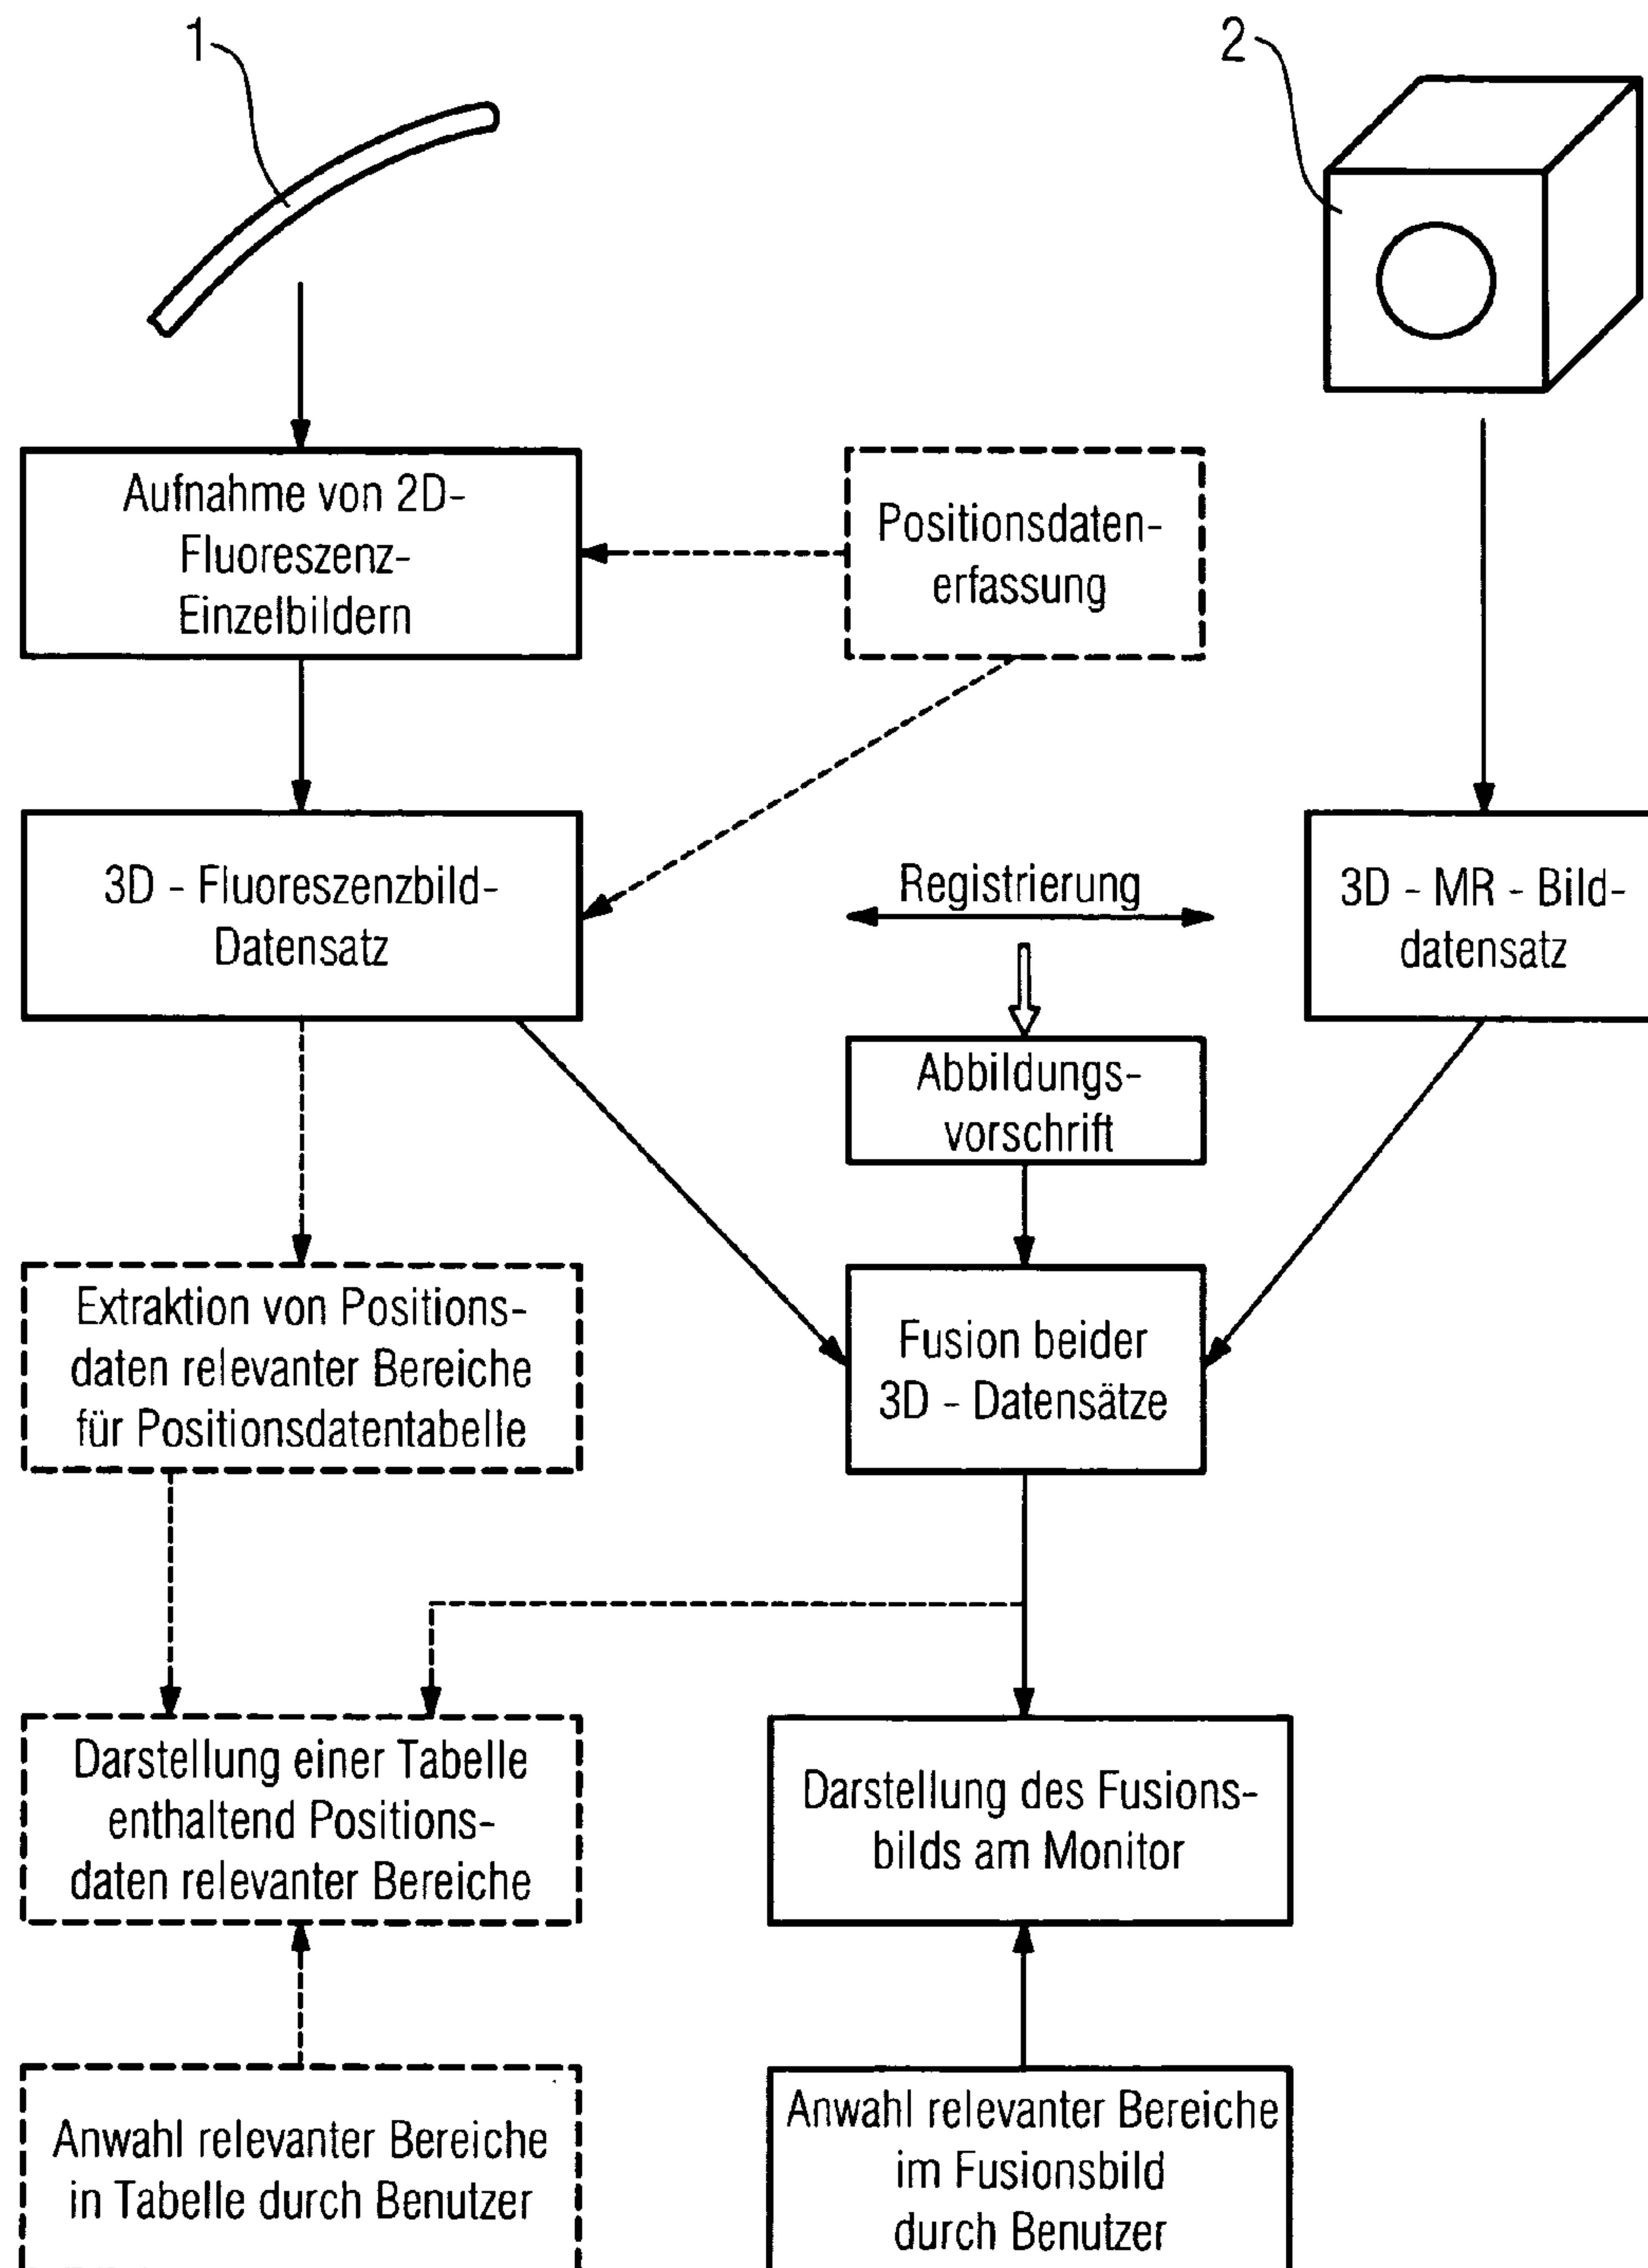 1
2
Aufnahme von 2D-
Fluoreszenz-
Einzelbildern
Positionsdaten-
erfassung
3D - Fluoreszenzbild-
Datensatz
Registrierung
3D - MR - Bild-
datensatz
Abbildungs-
vorschrift
Extraktion von Positions-
daten relevanter Bereiche
für Positionsdatentabelle
Fusion beider
3D - Datensätze
Darstellung einer Tabelle
enthaltend Positions-
daten relevanter Bereiche
Darstellung des Fusions-
bilds am Monitor
Anwahl relevanter Bereiche
in Tabelle durch Benutzer
Anwahl relevanter Bereiche
im Fusionsbild
durch Benutzer